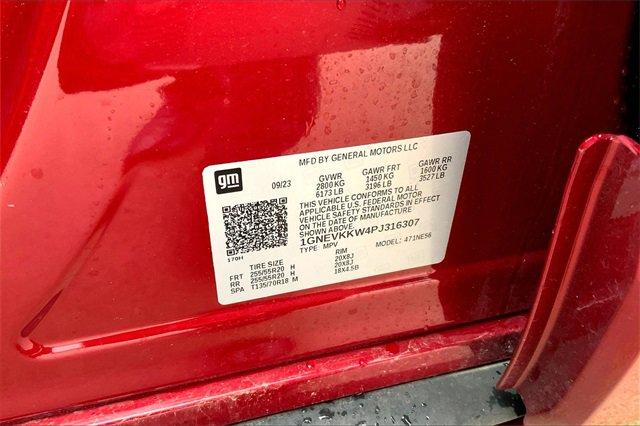 gm
MFD BY GENERAL MOTORS LLC
09/23
GVWR GAWR FRT GAWR RR
2800 KG 1450 KG 1600 KG
6173 LB 3196 LB 3527 LB
THIS VEHICLE CONFORMS TO ALL
APPLICABLE U.S. FEDERAL MOTOR
VEHICLE SAFETY STANDARDS IN EFFECT
ON THE DATE OF MANUFACTURE
SHOWN ABOVE.
1GNEVKKW4PJ316307
TYPE: MPV 471NE56
170H
TIRE SIZE RIM
FRT 255/55R20 H 20X8J
RR 255/55R20 H 20X8J
SPA T135/70R18 M 18X4.5B